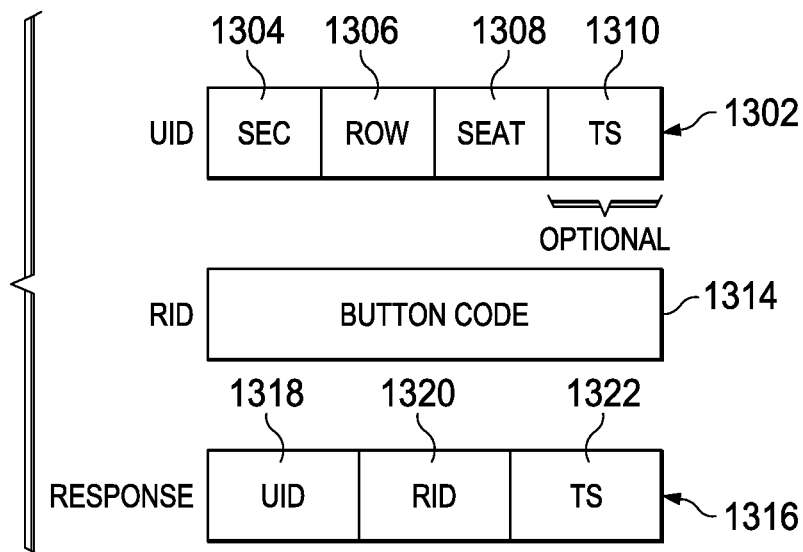 1304 1306 1308 1310
UID SEC ROW SEAT TS 1302
OPTIONAL
RID BUTTON CODE 1314
1318 1320 1322
RESPONSE UID RID TS 1316